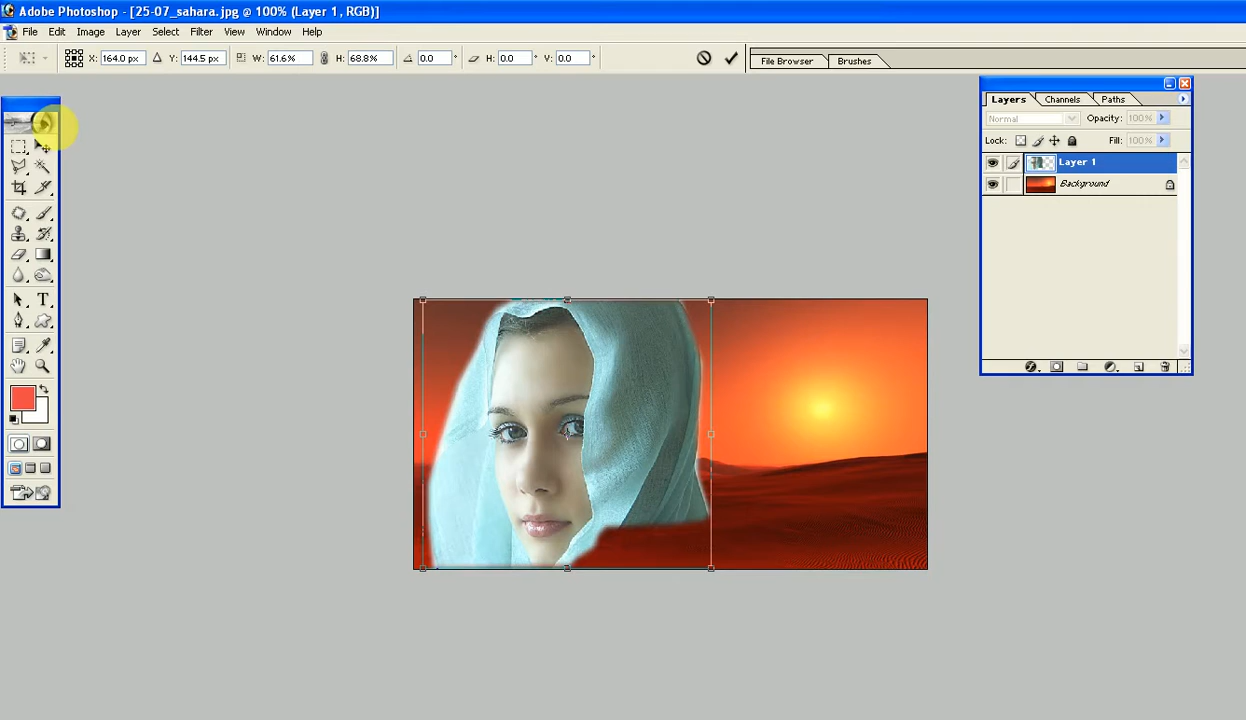 Adobe Photoshop - [25-07_sahara.jpg @ 100% (Layer 1, RGB)]
File Edit Image Layer Select Filter View Window Help
X: 164.0 px Y: 144.5 px W: 61.6% H: 68.8% 0.0 ° H: 0.0 ° V: 0.0 ° File Browser Brushes
Layers Channels Paths
Normal Opacity: 100%
Lock: Fill: 100%
Layer 1
Background
T